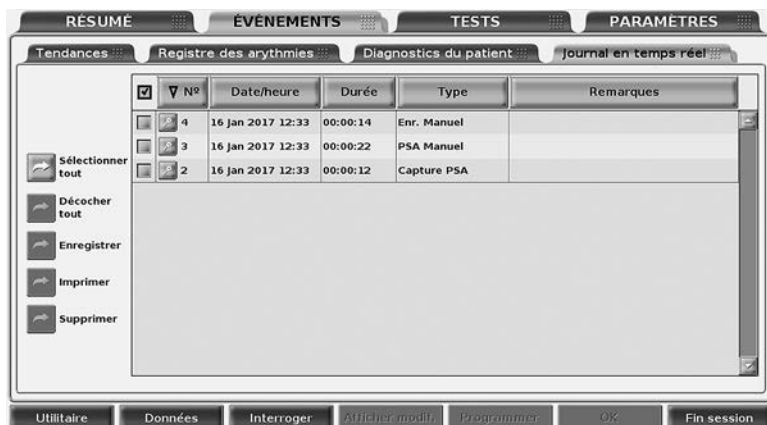 RÉSUMÉ ÉVÉNEMENTS TESTS PARAMÈTRES
Tendances Registre des arythmies Diagnostics du patient Journal en temps réel
Nº Date/heure Durée Type Remarques
4 16 Jan 2017 12:33 00:00:14 Enr. Manuel
3 16 Jan 2017 12:33 00:00:22 PSA Manuel
2 16 Jan 2017 12:33 00:00:12 Capture PSA
Sélectionner
tout
Décocher
tout
Enregistrer
Imprimer
Supprimer
Utilitaire Données Interroger Afficher modif. Programmer OK Fin session